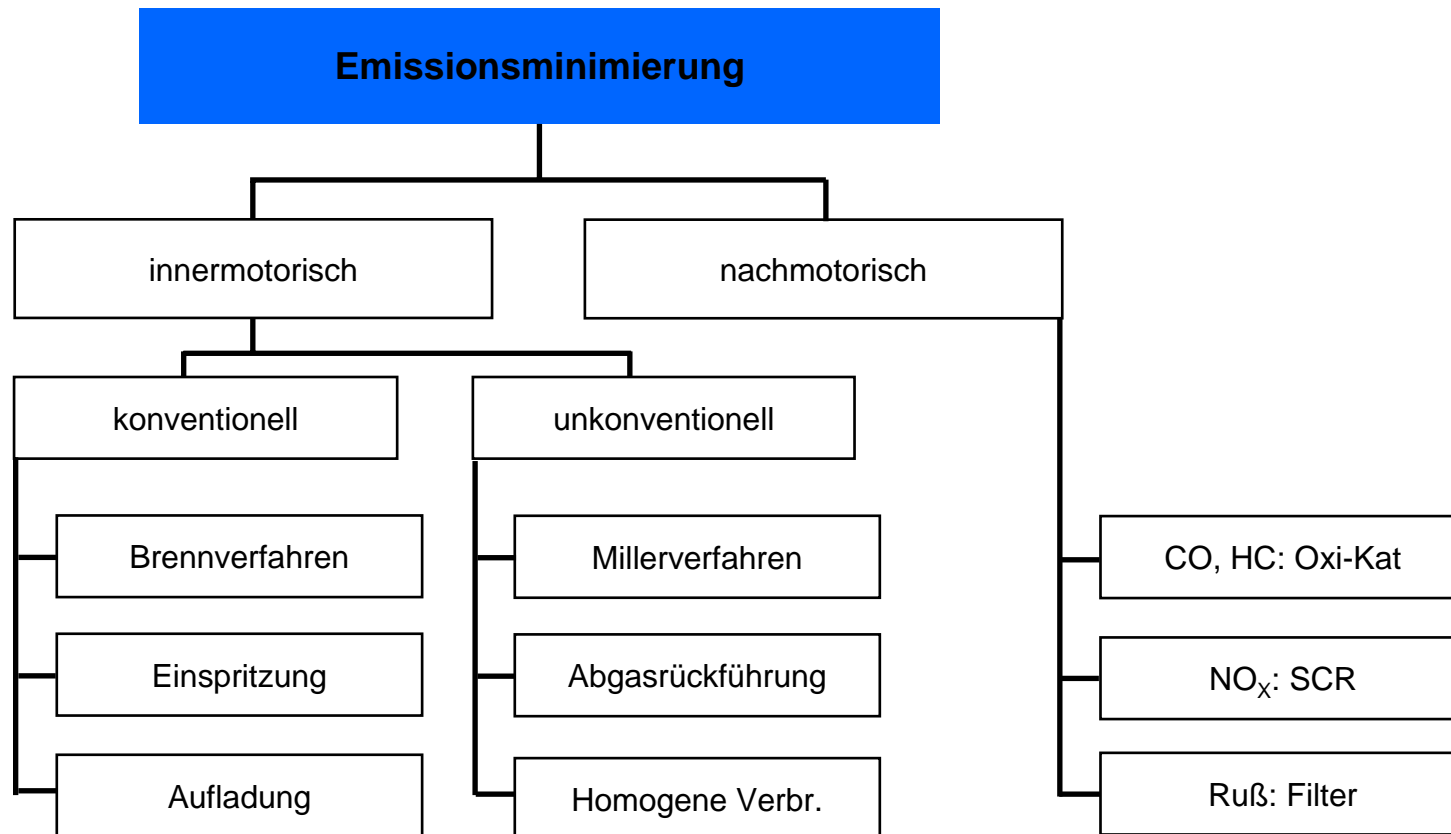 Emissionsminimierung
innermotorisch
nachmotorisch
konventionell
unkonventionell
Brennverfahren
Millerverfahren
CO, HC: Oxi-Kat
Einspritzung
Abgasrückführung
NOX: SCR
Aufladung
Homogene Verbr.
Ruß: Filter